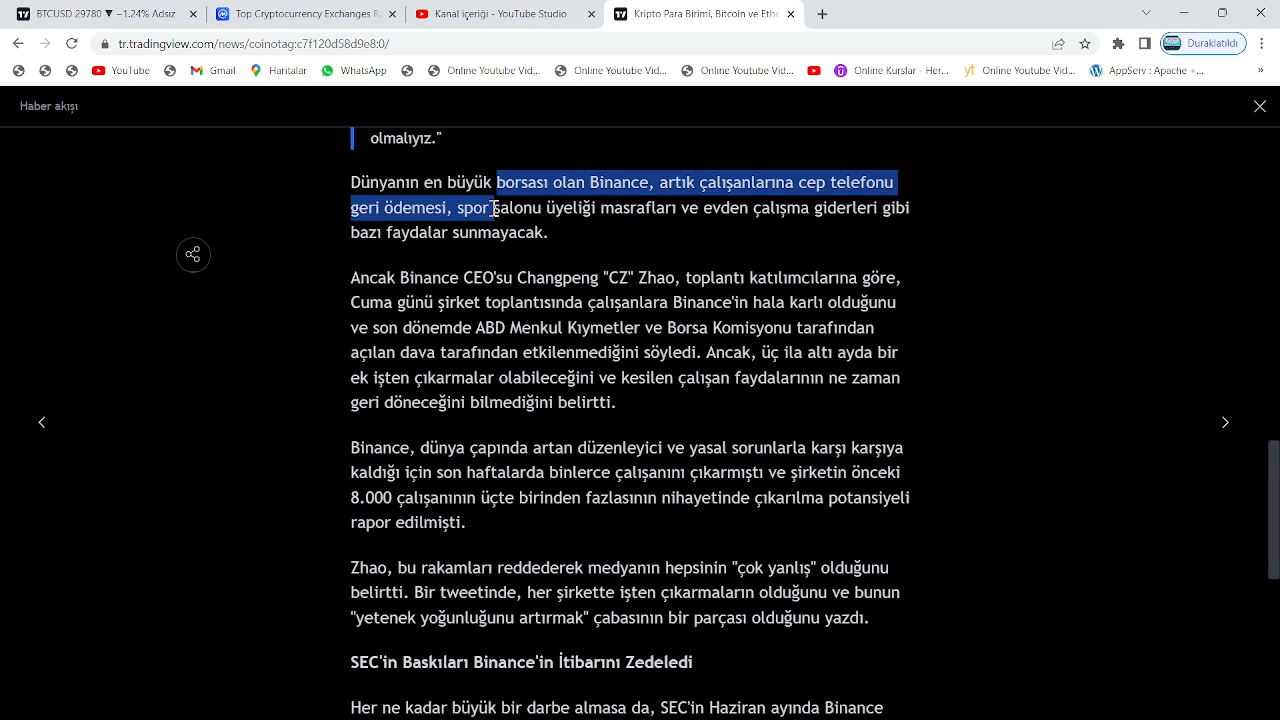 BTCUSD 29780 ▼ −1.24% Adsız
Top Cryptocurrency Exchanges R
Kanal içeriği - YouTube Studio
Kripto Para Birimi, Bitcoin ve Eth
tr.tradingview.com/news/coinotag:c7f120d58d9e8:0/
Duraklatıldı
YouTube
Gmail
Haritalar
WhatsApp
Online Youtube Vid...
Online Youtube Vid...
Online Youtube Vid...
Online Kurslar - Her...
yt Online Youtube Vid...
AppServ : Apache +...
»
Haber akışı
olmalıyız."
Dünyanın en büyük borsası olan Binance, artık çalışanlarına cep telefonu
geri ödemesi, spor salonu üyeliği masrafları ve evden çalışma giderleri gibi
bazı faydalar sunmayacak.
Ancak Binance CEO'su Changpeng "CZ" Zhao, toplantı katılımcılarına göre,
Cuma günü şirket toplantısında çalışanlara Binance'in hala karlı olduğunu
ve son dönemde ABD Menkul Kıymetler ve Borsa Komisyonu tarafından
açılan dava tarafından etkilenmediğini söyledi. Ancak, üç ila altı ayda bir
ek işten çıkarmalar olabileceğini ve kesilen çalışan faydalarının ne zaman
geri döneceğini bilmediğini belirtti.
Binance, dünya çapında artan düzenleyici ve yasal sorunlarla karşı karşıya
kaldığı için son haftalarda binlerce çalışanını çıkarmıştı ve şirketin önceki
8.000 çalışanının üçte birinden fazlasının nihayetinde çıkarılma potansiyeli
rapor edilmişti.
Zhao, bu rakamları reddederek medyanın hepsinin "çok yanlış" olduğunu
belirtti. Bir tweetinde, her şirkette işten çıkarmaların olduğunu ve bunun
"yetenek yoğunluğunu artırmak" çabasının bir parçası olduğunu yazdı.
SEC'in Baskıları Binance'in İtibarını Zedeledi
Her ne kadar büyük bir darbe almasa da, SEC'in Haziran ayında Binance